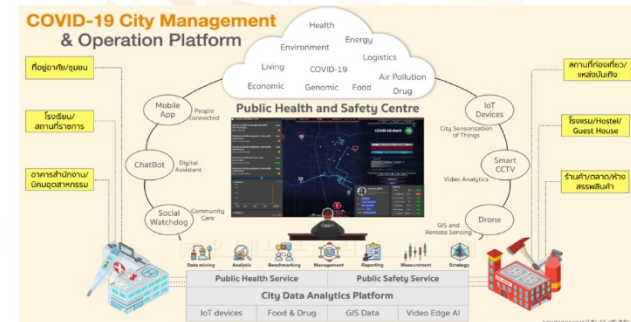 COVID-19 City Management
& Operation Platform
Health
Environment
Energy
Logistics
Living
COVID-19
Air Pollution
Economic
Genomic
Food
Drug
ที่อยู่อาศัย/ชุมชน
โรงเรียน/
สถานที่ราชการ
อาคารสำนักงาน/
นิคมอุตสาหกรรม
สถานที่ท่องเที่ยว/
แหล่งบันเทิง
โรงแรม/Hostel/
Guest House
ร้านค้า/ตลาด/ห้าง
สรรพสินค้า
Mobile
App
People
Connected
ChatBot
Digital
Assistant
Social
Watchdog
Community
Care
Public Health and Safety Centre
IoT
Devices
City Sensorization
of Things
Smart
CCTV
Video Analytics
Drone
GIS and
Remote Sensing
Data mining
Analysis
Benchmarking
Management
Reporting
Measurement
Strategy
Public Health Service
Public Safety Service
City Data Analytics Platform
IoT devices
Food & Drug
GIS Data
Video Edge AI